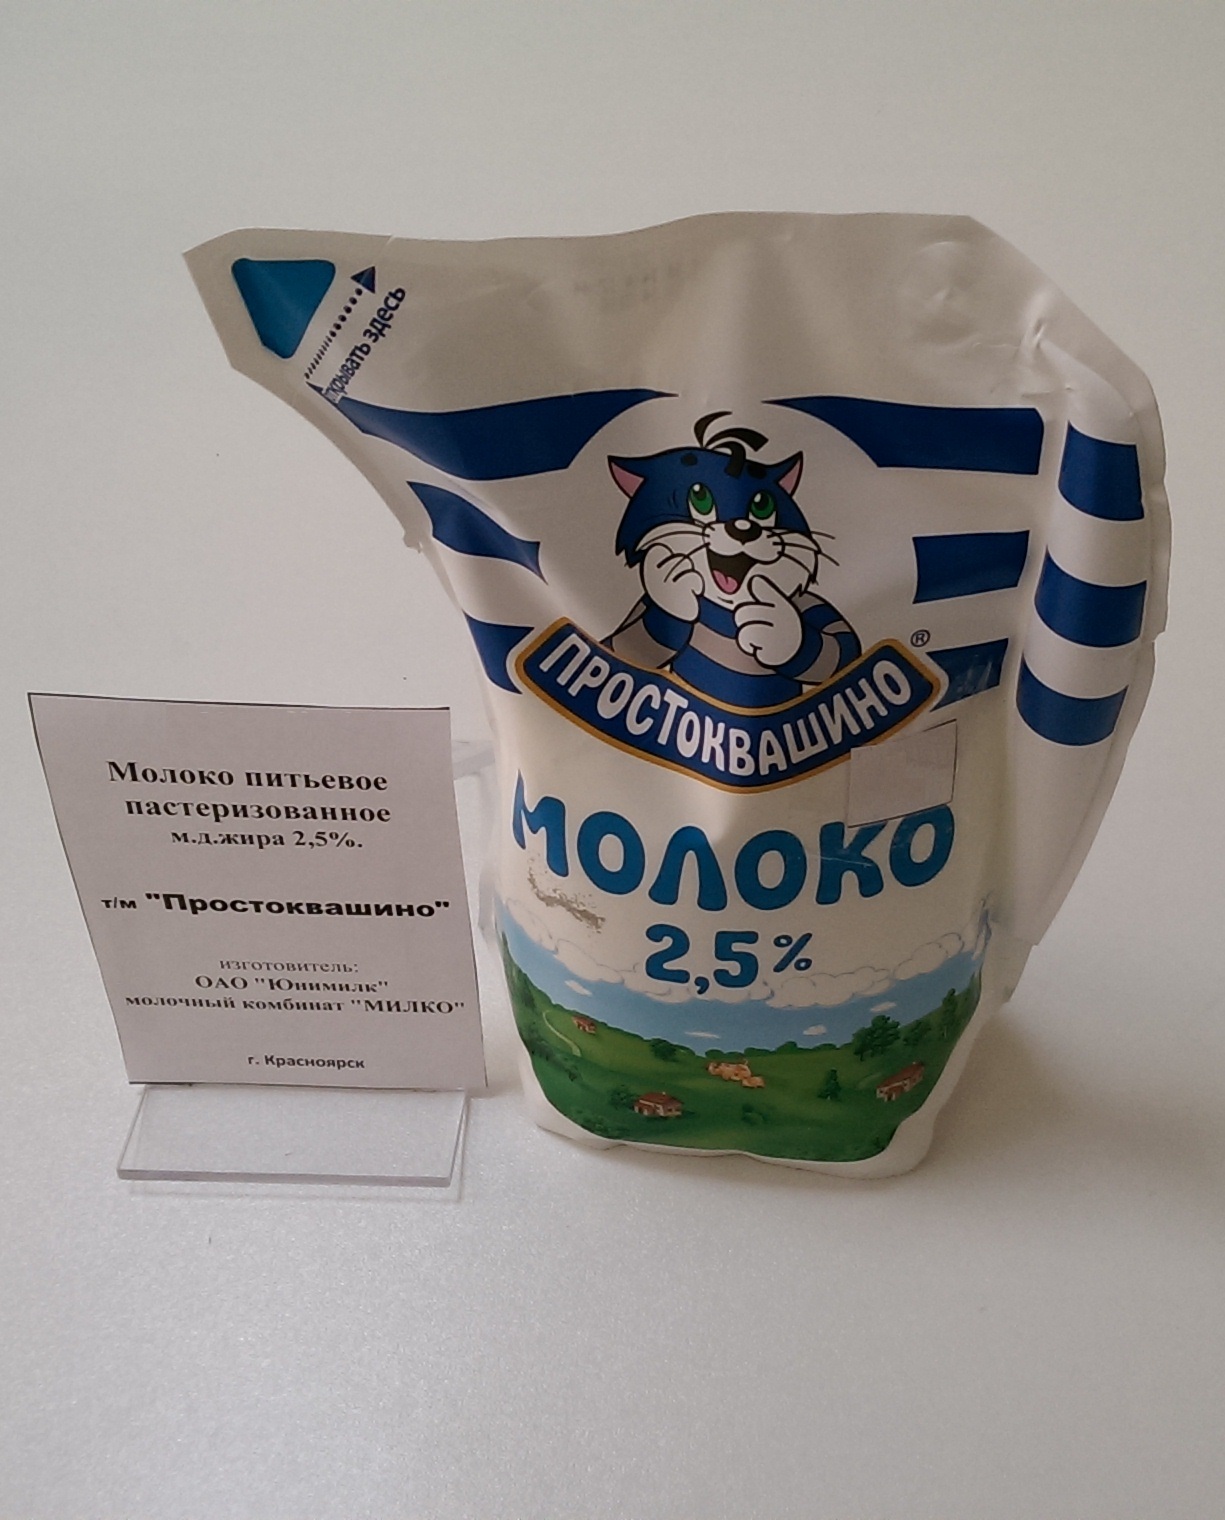 Открывать здесь
ПРОСТОКВАШИНО
®
МОЛОКО
2,5%
Молоко питьевое
пастеризованное
м.д.жира 2,5%.
т/м "Простоквашино"
изготовитель:
ОАО "Юнимилк"
молочный комбинат "МИЛКО"
г. Красноярск